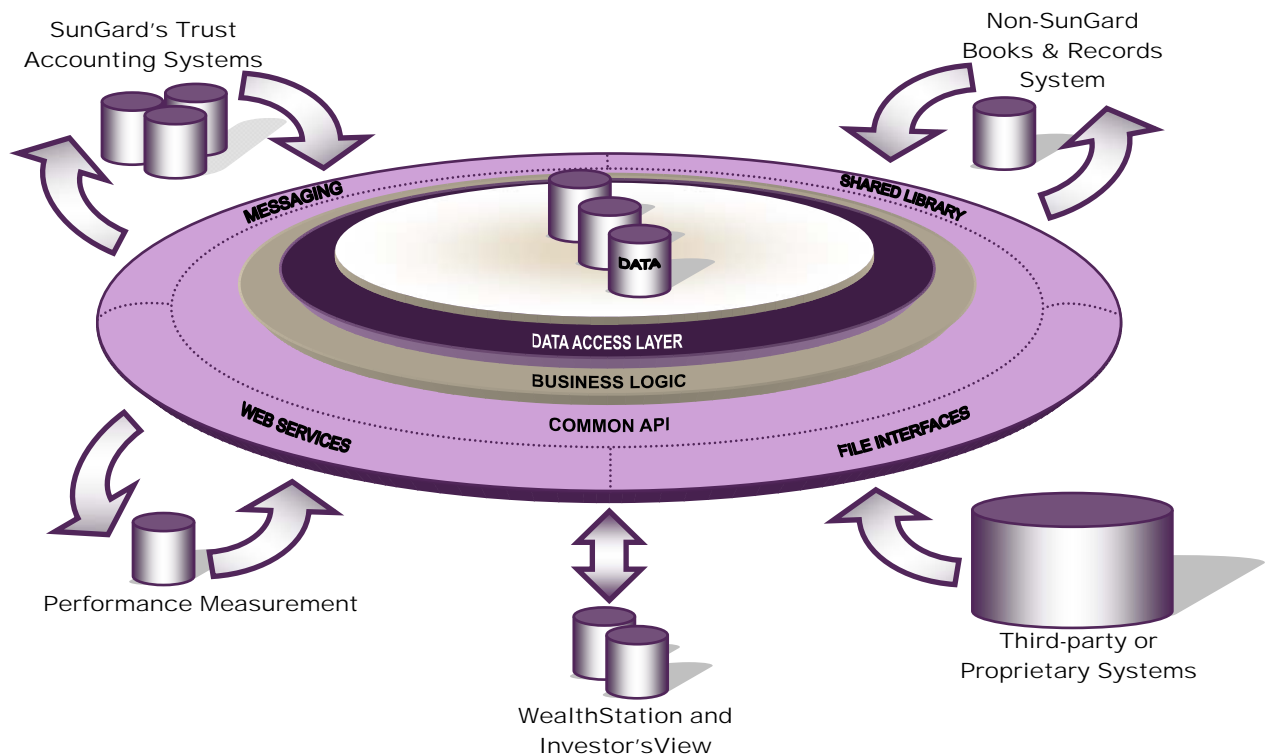 SunGard's Trust
Accounting Systems
Non-SunGard
Books & Records
System
MESSAGING
SHARED LIBRARY
DATA
DATA ACCESS LAYER
BUSINESS LOGIC
COMMON API
WEB SERVICES
FILE INTERFACES
Performance Measurement
WealthStation and
Investor'sView
Third-party or
Proprietary Systems